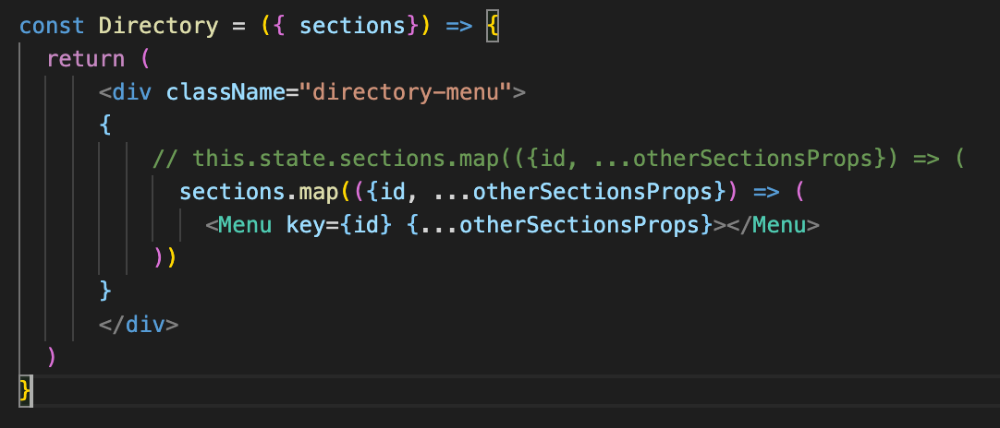 const Directory = ({ sections}) => {
return (
<div className="directory-menu">
{
// this.state.sections.map(({id, ...otherSectionsProps}) => (
sections.map(({id, ...otherSectionsProps}) => (
<Menu key={id} {...otherSectionsProps}></Menu>
))
}
</div>
)
}